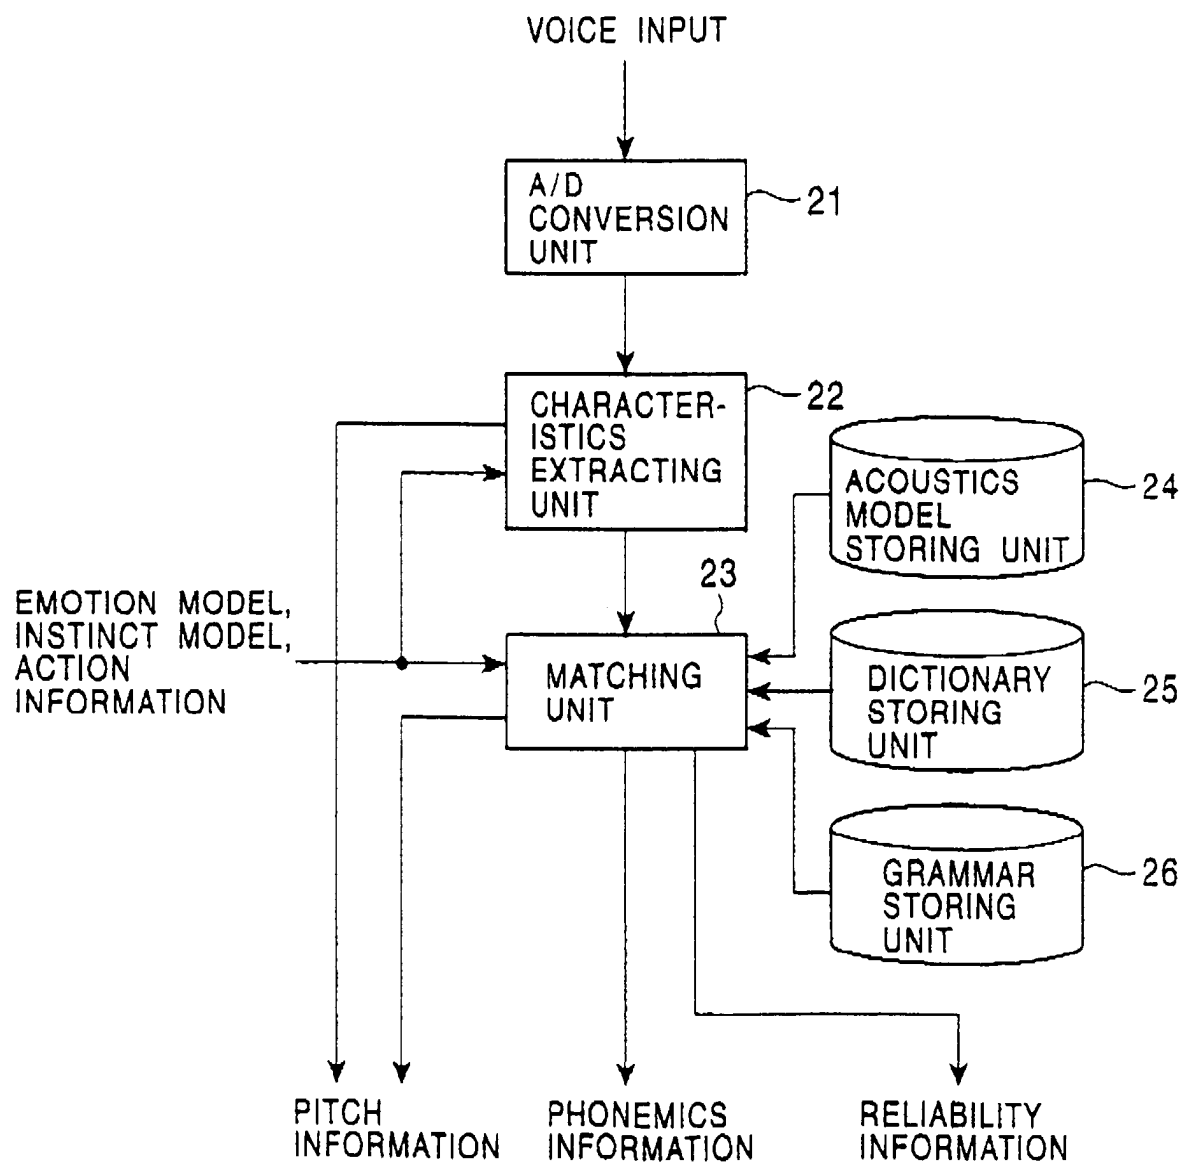 VOICE INPUT
A/D
CONVERSION
UNIT
21
CHARACTER-
ISTICS
EXTRACTING
UNIT
22
ACOUSTICS
MODEL
STORING UNIT
24
EMOTION MODEL,
INSTINCT MODEL,
ACTION
INFORMATION
23
MATCHING
UNIT
DICTIONARY
STORING
UNIT
25
GRAMMAR
STORING
UNIT
26
PITCH
INFORMATION
PHONEMICS
INFORMATION
RELIABILITY
INFORMATION